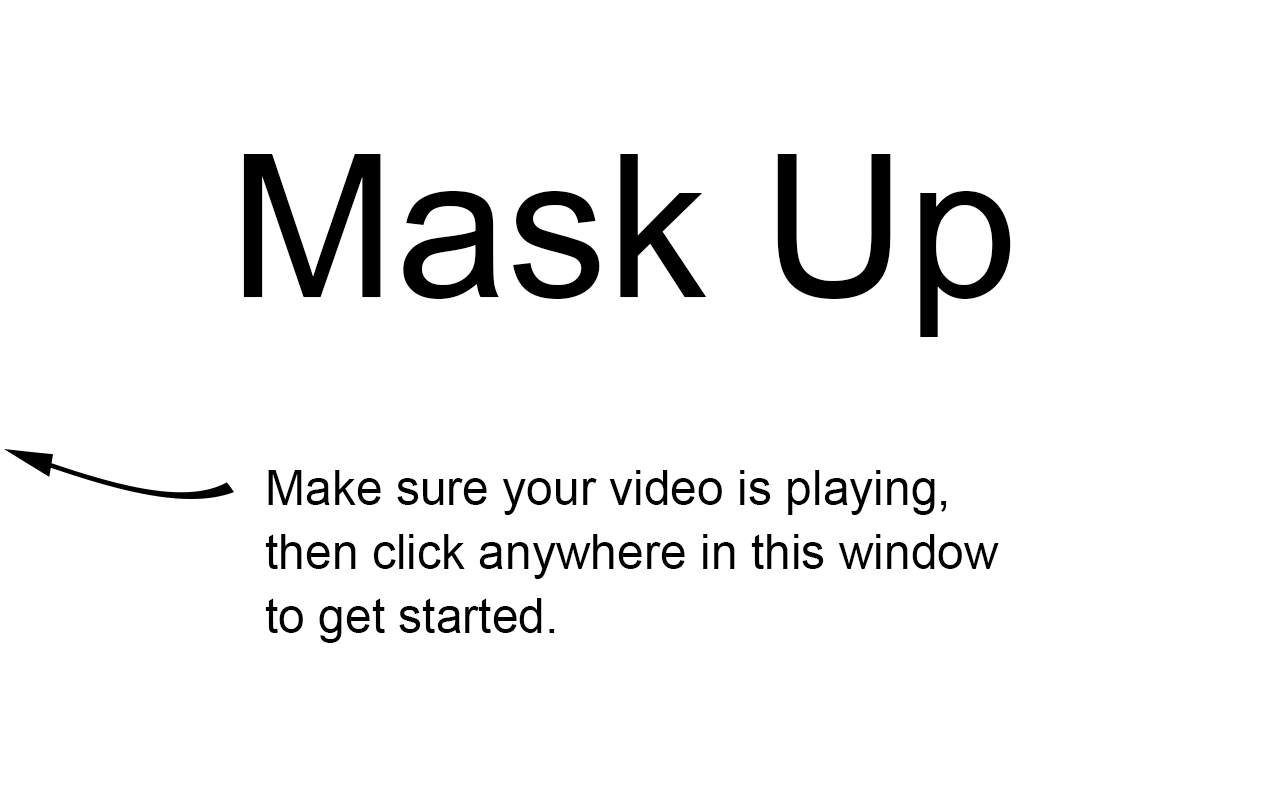 Mask Up
Make sure your video is playing,
then click anywhere in this window
to get started.